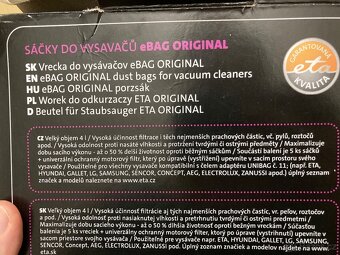 SÁČKY DO VYSAVAČŮ eBAG ORIGINAL
SK Vrecka do vysávačov eBAG ORIGINAL
EN eBAG ORIGINAL dust bags for vacuum cleaners
HU eBAG ORIGINAL porzsák
PL Worek do odkurzaczy ETA ORIGINAL
D Beutel für Staubsauger ETA ORIGINAL
GARANTOVANÁ
eta
KVALITA
CZ Velký objem 4 l / Vysoká účinnost filtrace i těch nejmenších prachových částic, vč. pylů, roztočů
apod. / Vysoká odolnost proti nasáté vlhkosti a protržení tvrdými či ostrými předměty / Maximalizuje
dobu sacího výkonu - až o 50 % delší životnost oproti běžným sáčkům / Součástí balení je 5 ks sáčků
+ univerzální ochranný motorový filtr, který po úpravě (vystřižení) upevníte v sacím prostoru svého
vysavače / Použitelné pro všechny vysavače kompatibilní s číslem adaptéru UNIBAG č. 11; (např. ETA,
HYUNDAI, GALLET, LG, SAMSUNG, SENCOR, CONCEPT, AEG, ELECTROLUX, ZANUSSI apod.) úplný seznam
značek a modelů naleznete na www.eta.cz
SK Veľký objem 4 l / Vysoká účinnosť filtrácie aj tých najmenších prachových častíc, vr. peľov, roztočov
a pod. / Vysoká odolnosť proti nasiaknutej vlhkosti a pretrhnutiu tvrdými či ostrými predmetmi /
Maximalizuje dobu sacieho výkonu - až o 50 % dlhšia životnosť oproti bežným vreckám / Súčasťou
balenia je 5 ks vreciek + univerzálny ochranný motorový filter, ktorý po úprave (vystrihnutí) upevníte v
sacom priestore svojho vysávača / Použiteľné pre vysávače napr. ETA, HYUNDAI, GALLET, LG, SAMSUNG,
SENCOR, Concept, AEG, ELECTROLUX, ZANUSSI a pod.) úplný zoznam značiek a modelov nájdete na www.
eta.sk